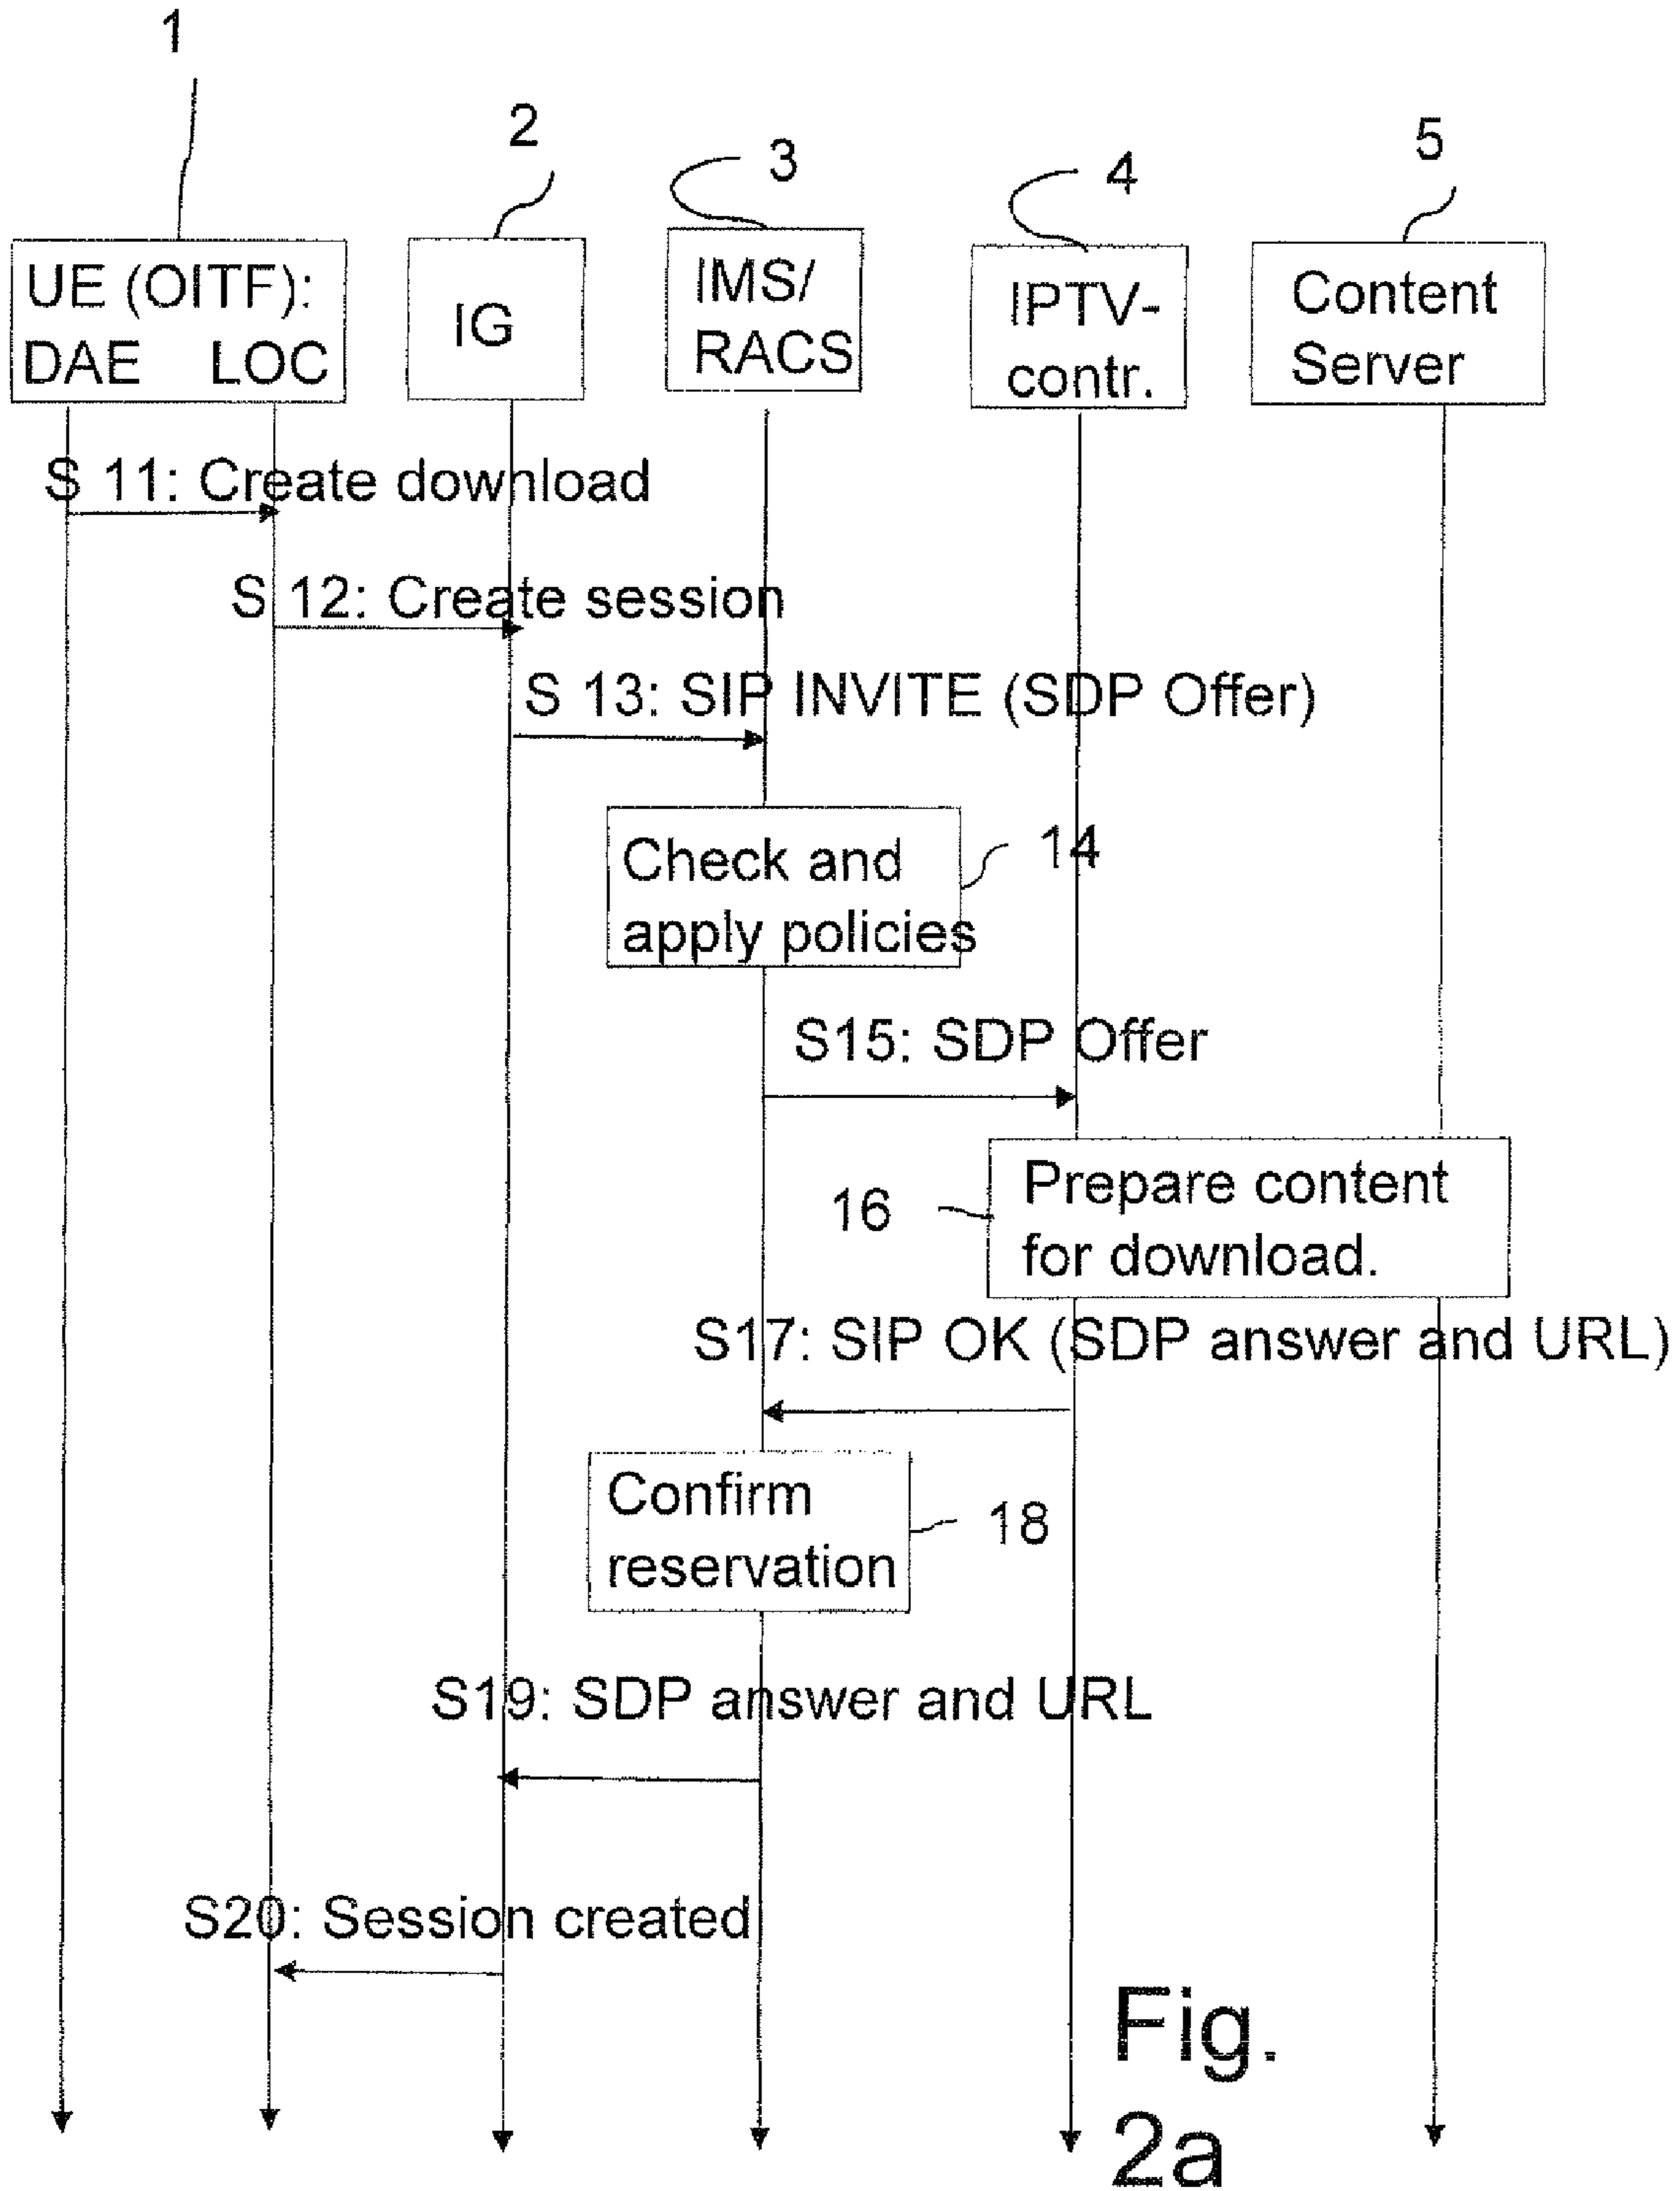 1
2
3
4
5
UE (OITF):
DAE LOC
IG
IMS/
RACS
IPTV-
contr.
Content
Server
S 11: Create download
S 12: Create session
S 13: SIP INVITE (SDP Offer)
Check and
apply policies
14
S15: SDP Offer
Prepare content
for download.
16
S17: SIP OK (SDP answer and URL)
Confirm
reservation
18
S19: SDP answer and URL
S20: Session created
Fig.
2a